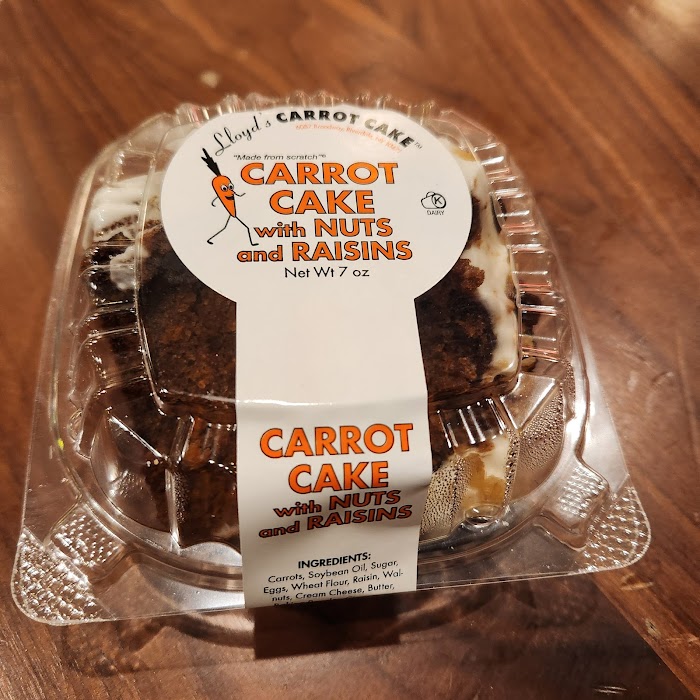 Lloyd's CARROT CAKE™
"Made from scratch"®
CARROT
CAKE
with NUTS
and RAISINS
Net Wt 7 oz
K
DAIRY
CARROT
CAKE
with NUTS
and RAISINS
INGREDIENTS:
Carrots, Soybean Oil, Sugar,
Eggs, Wheat Flour, Raisin, Wal-
nuts, Cream Cheese, Butter,